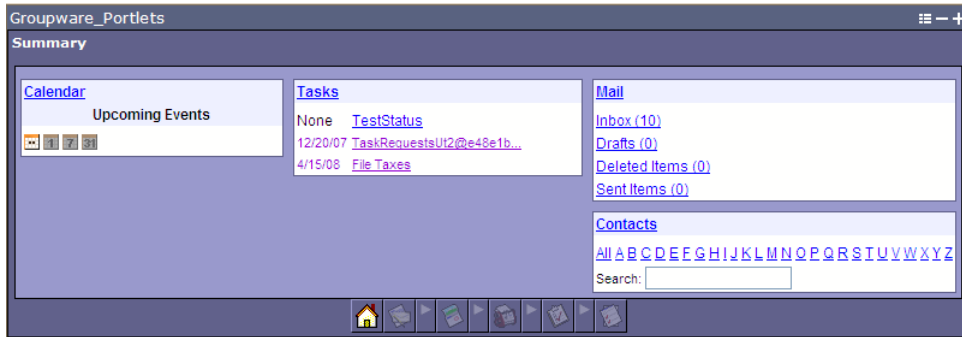 Groupware_Portlets
Summary
Calendar
Upcoming Events
1 7 31
Tasks
None TestStatus
12/20/07 TaskRequestsUt2@e48e1b...
4/15/08 File Taxes
Mail
Inbox (10)
Drafts (0)
Deleted Items (0)
Sent Items (0)
Contacts
All A B C D E F G H I J K L M N O P Q R S T U V W X Y Z
Search: